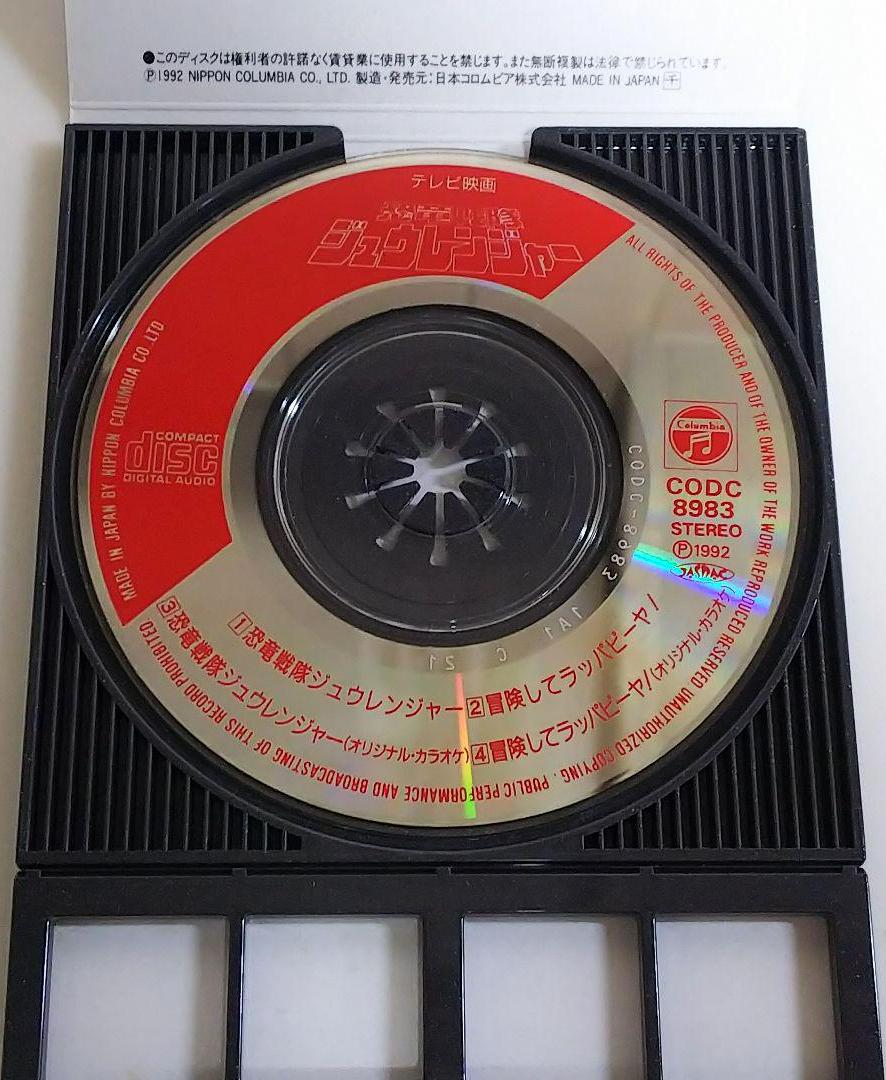 ●このディスクは権利者の許諾なく賃貸業に使用することを禁じます。また無断複製は法律で禁じられています。
Ⓟ1992 NIPPON COLUMBIA CO., LTD. 製造・発売元:日本コロムビア株式会社 MADE IN JAPAN 干
テレビ映画
恐竜戦隊
ジュウレンジャー
ALL RIGHTS OF THE PRODUCER AND OF THE OWNER OF THE WORK REPRODUCED RESERVED UNAUTHORIZED COPYING · PUBLIC PERFORMANCE AND BROADCASTING OF THIS RECORD PROHIBITED
MADE IN JAPAN BY NIPPON COLUMBIA CO., LTD
COMPACT
disc
DIGITAL AUDIO
Columbia
CODC
8983
STEREO
Ⓟ1992
JASRAC
CODC-8983 1A1 C 21
1 恐竜戦隊ジュウレンジャー 2 冒険してラッパピーヤ!
3 恐竜戦隊ジュウレンジャー(オリジナル・カラオケ) 4 冒険してラッパピーヤ!(オリジナル・カラオケ)